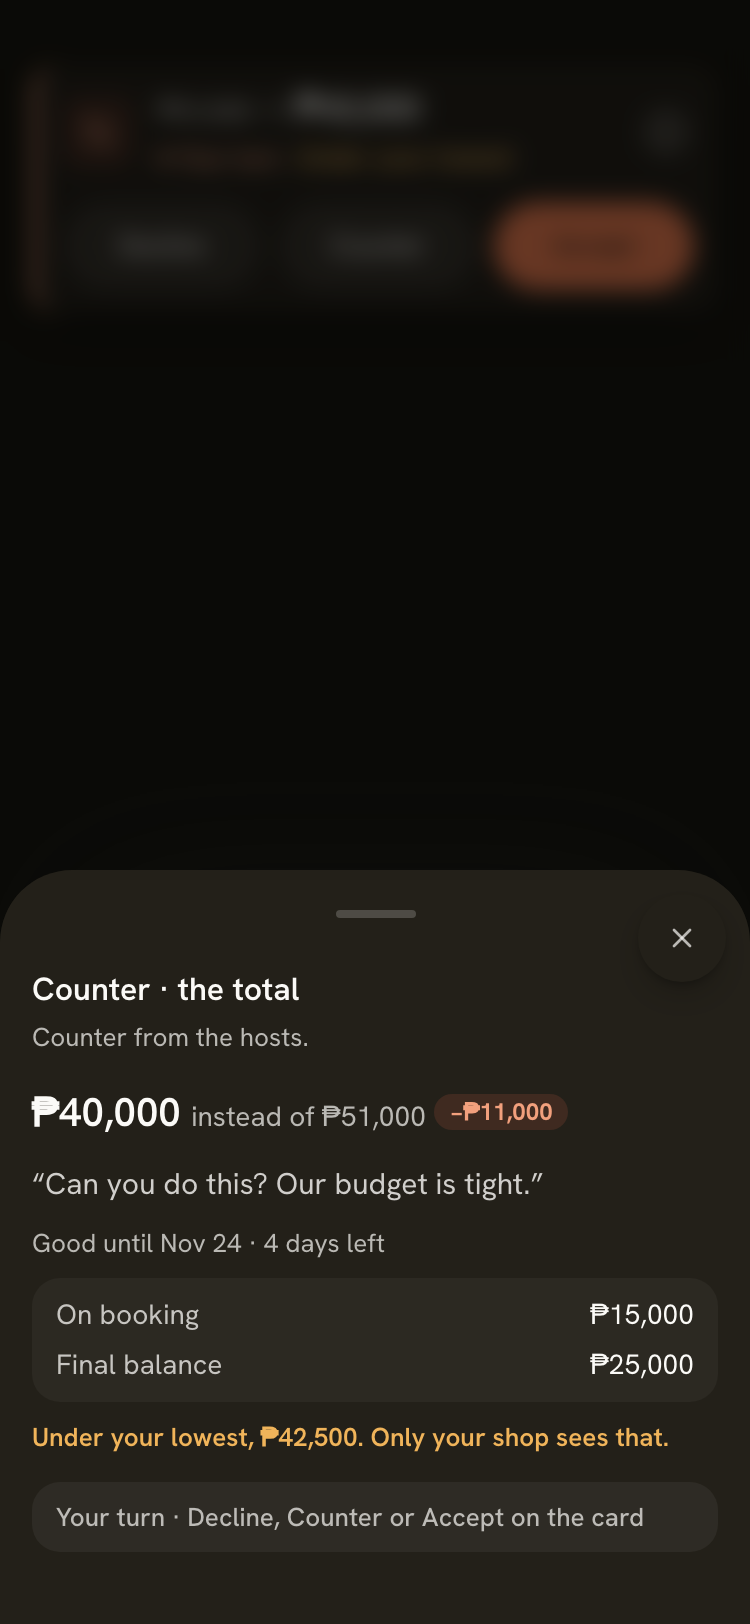 Counter · the total
Counter from the hosts.
₱40,000 instead of ₱51,000 –₱11,000
“Can you do this? Our budget is tight.”
Good until Nov 24 · 4 days left
On booking ₱15,000
Final balance ₱25,000
Under your lowest, ₱42,500. Only your shop sees that.
Your turn · Decline, Counter or Accept on the card